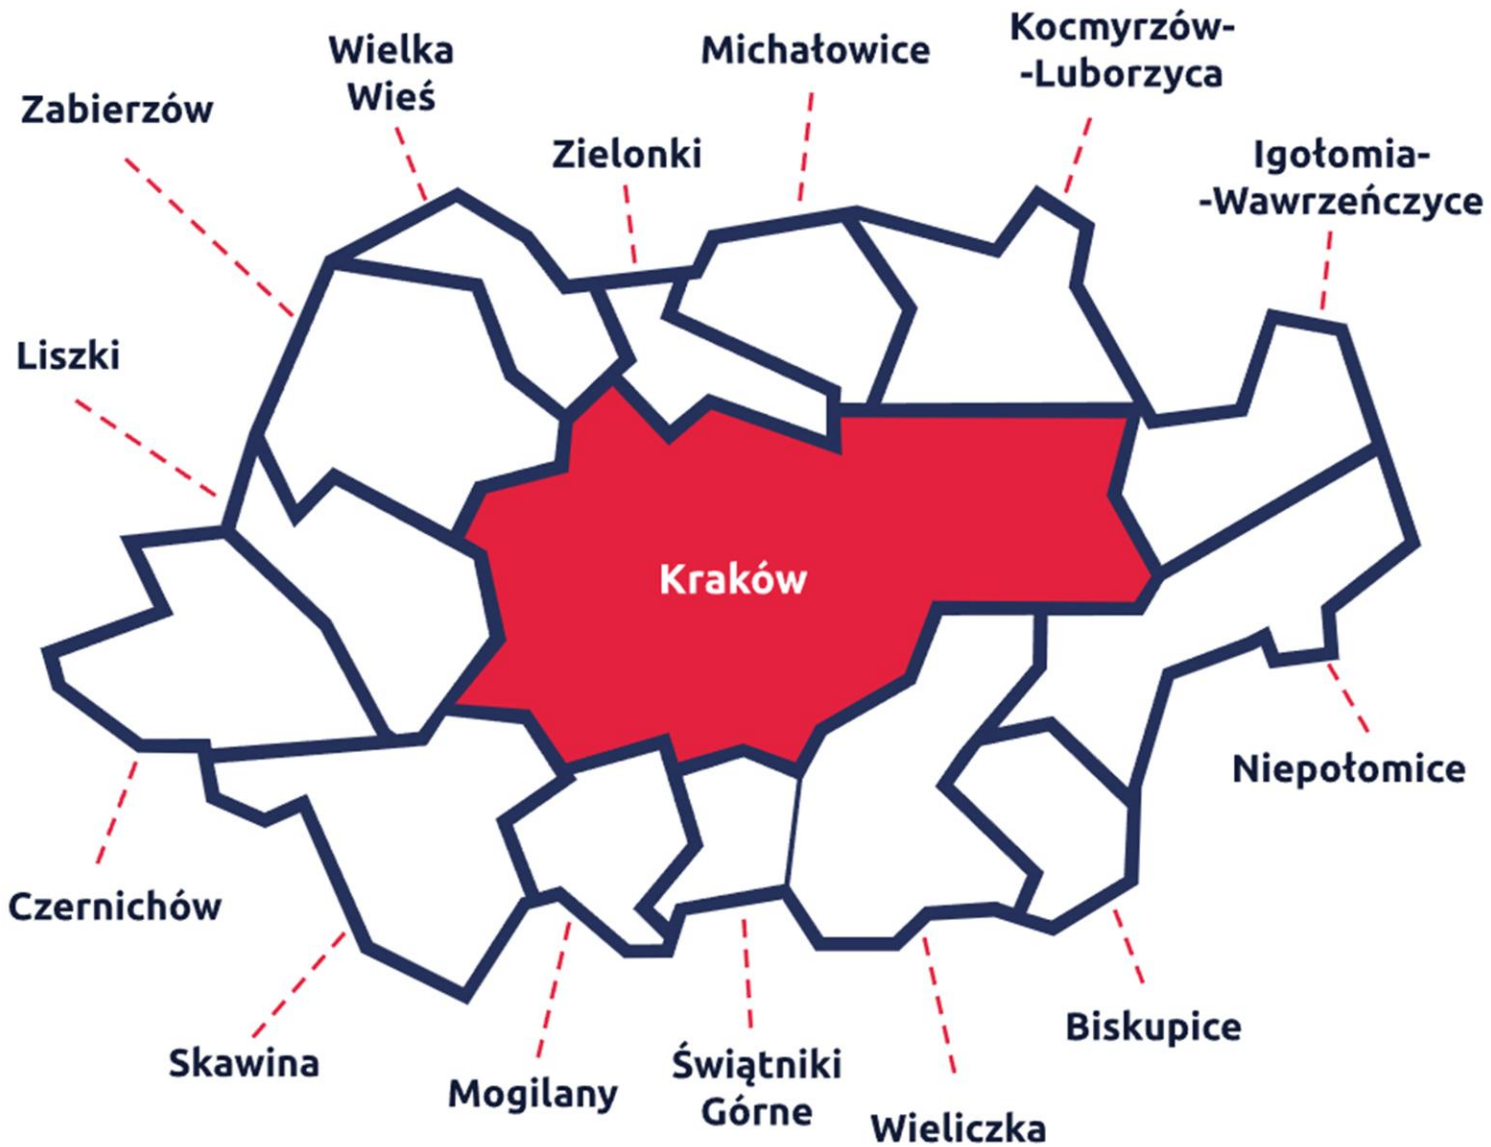 Kocmyrzów-
-Luborzyca
Wielka
Wieś
Michałowice
Zabierzów
Zielonki
Igołomia-
-Wawrzeńczyce
Liszki
Kraków
Niepołomice
Czernichów
Biskupice
Skawina
Mogilany
Świątniki
Górne
Wieliczka